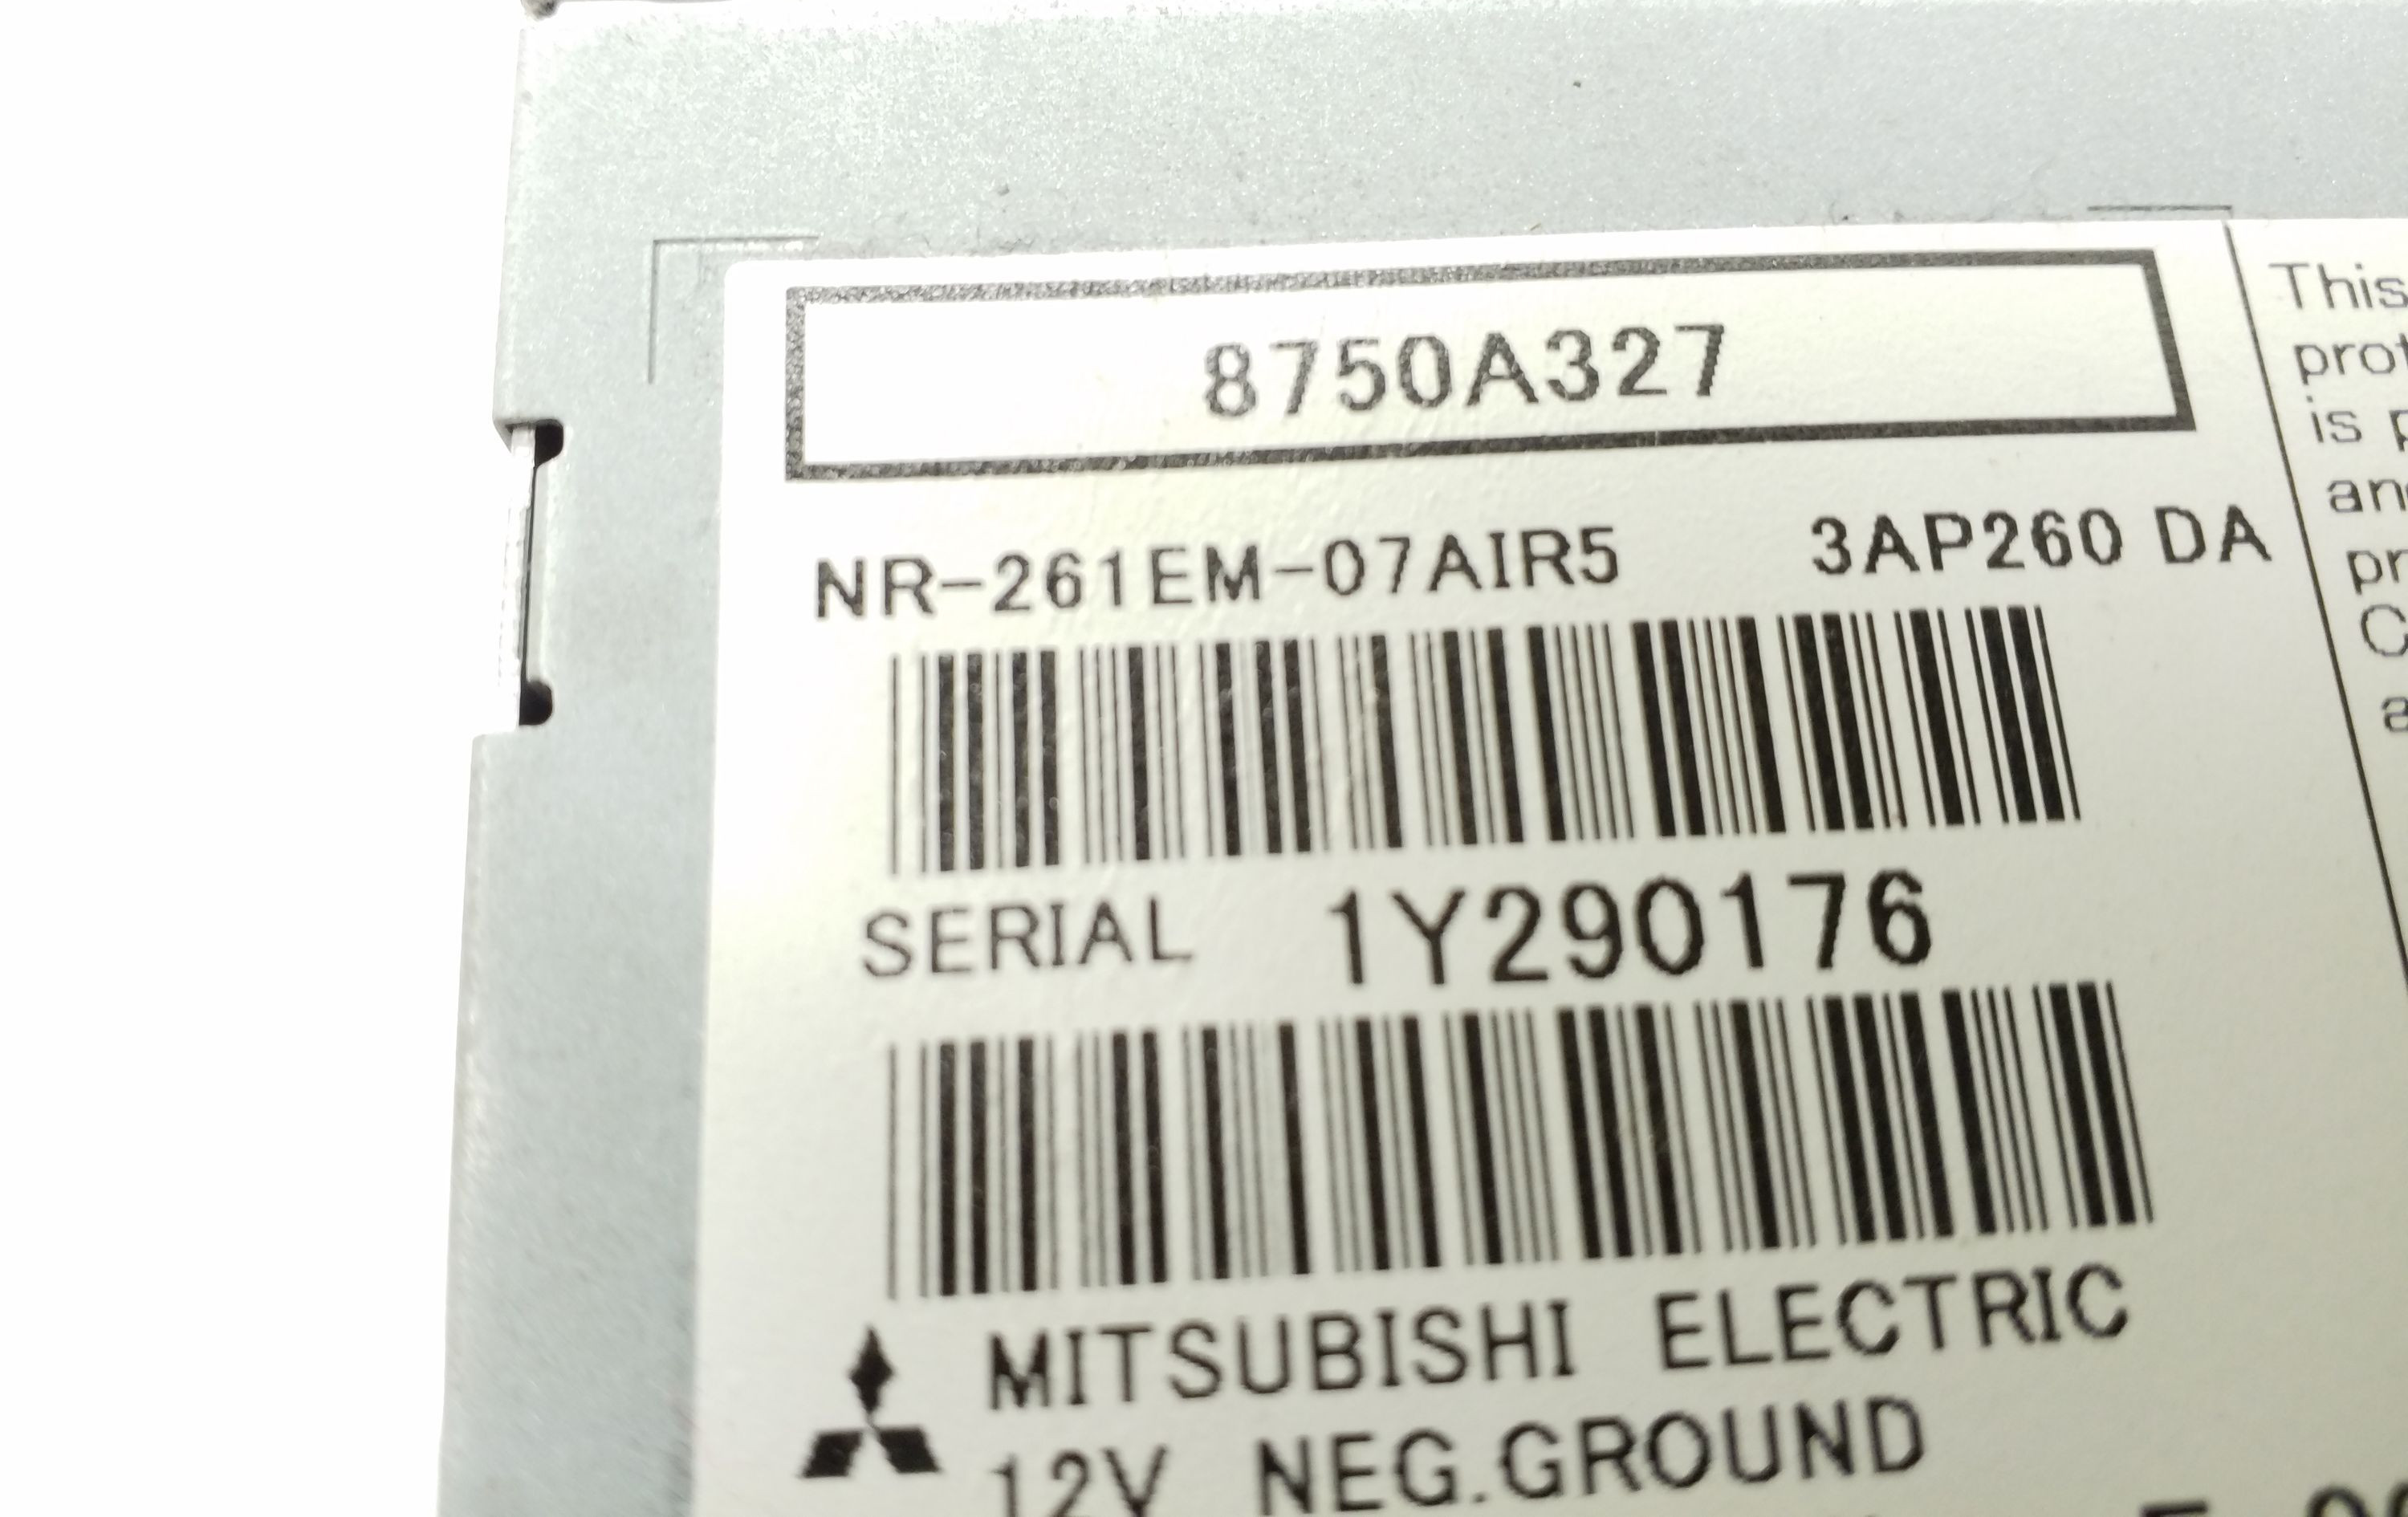 8750A327
NR-261EM-07AIR5 3AP260 DA
SERIAL 1Y290176
MITSUBISHI ELECTRIC
12V NEG.GROUND
This
is